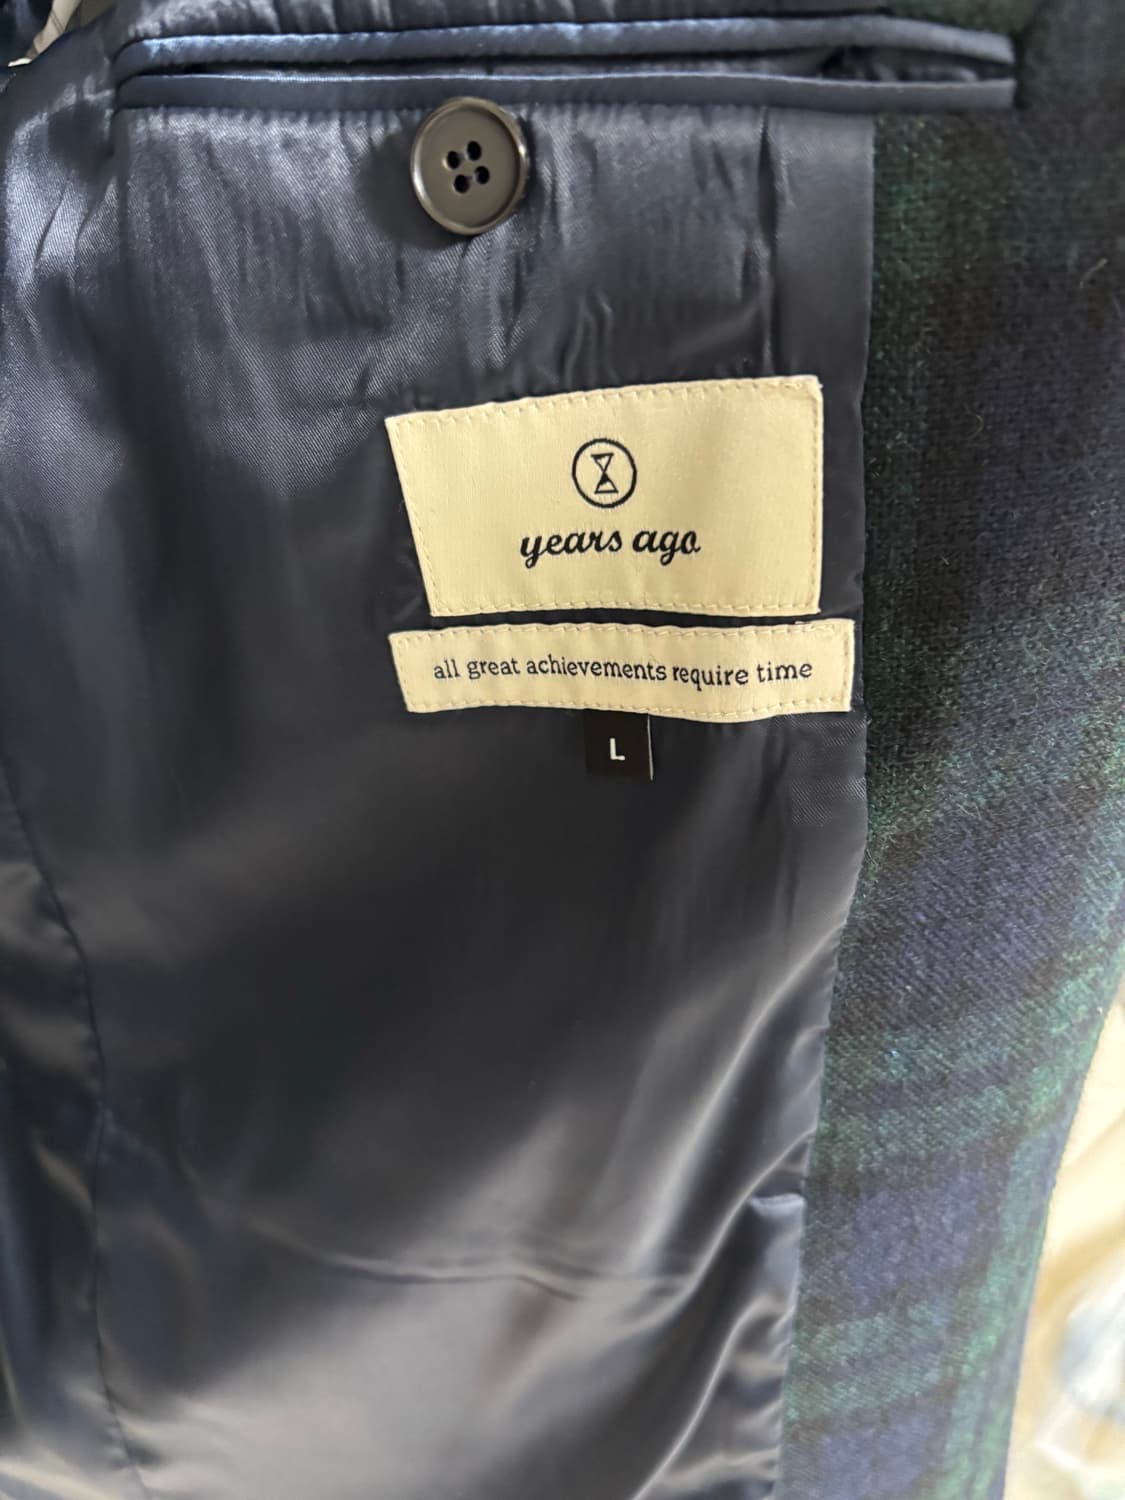 years ago
all great achievements require time
L